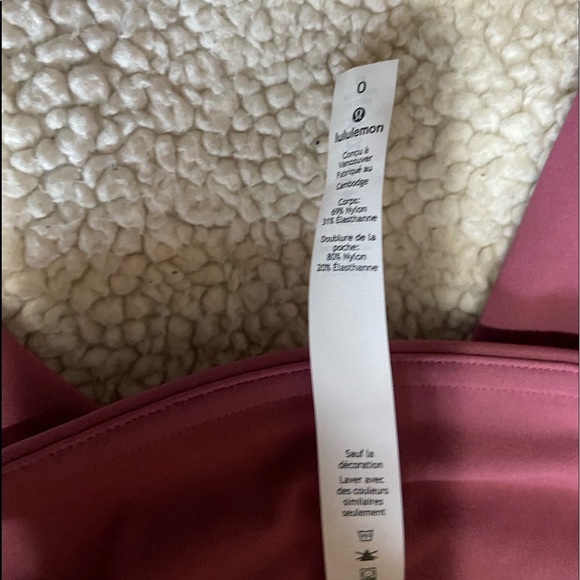 0
lululemon
Conçu à
Vancouver
Fabriqué au
Cambodge
Corps:
69% Nylon
31% Élasthanne
Doublure de la
poche:
80% Nylon
20% Élasthanne
Sauf la
décoration
Laver avec
des couleurs
similaires
seulement